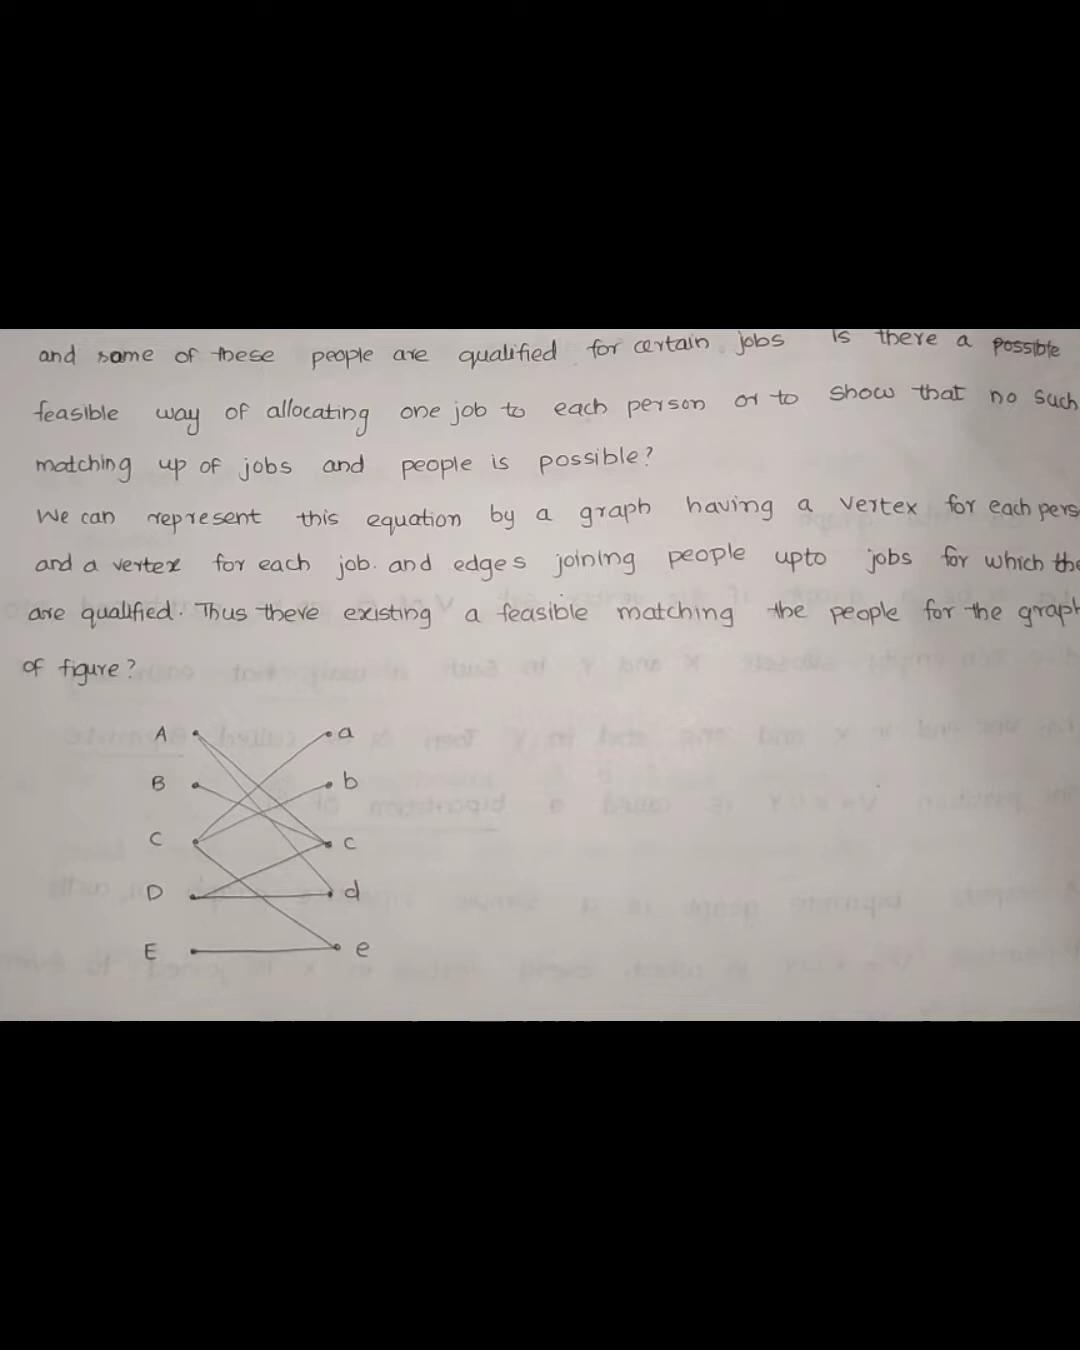 and some of these people are qualified for certain jobs Is there a possible
feasible way of allocating one job to each person or to show that no such
matching up of jobs and people is possible?
We can represent this equation by a graph having a vertex for each pers
and a vertex for each job. and edges joining people upto jobs for which the
are qualified. Thus there existing a feasible matching the people for the graph
of figure?
A a
B b
C c
D d
E e